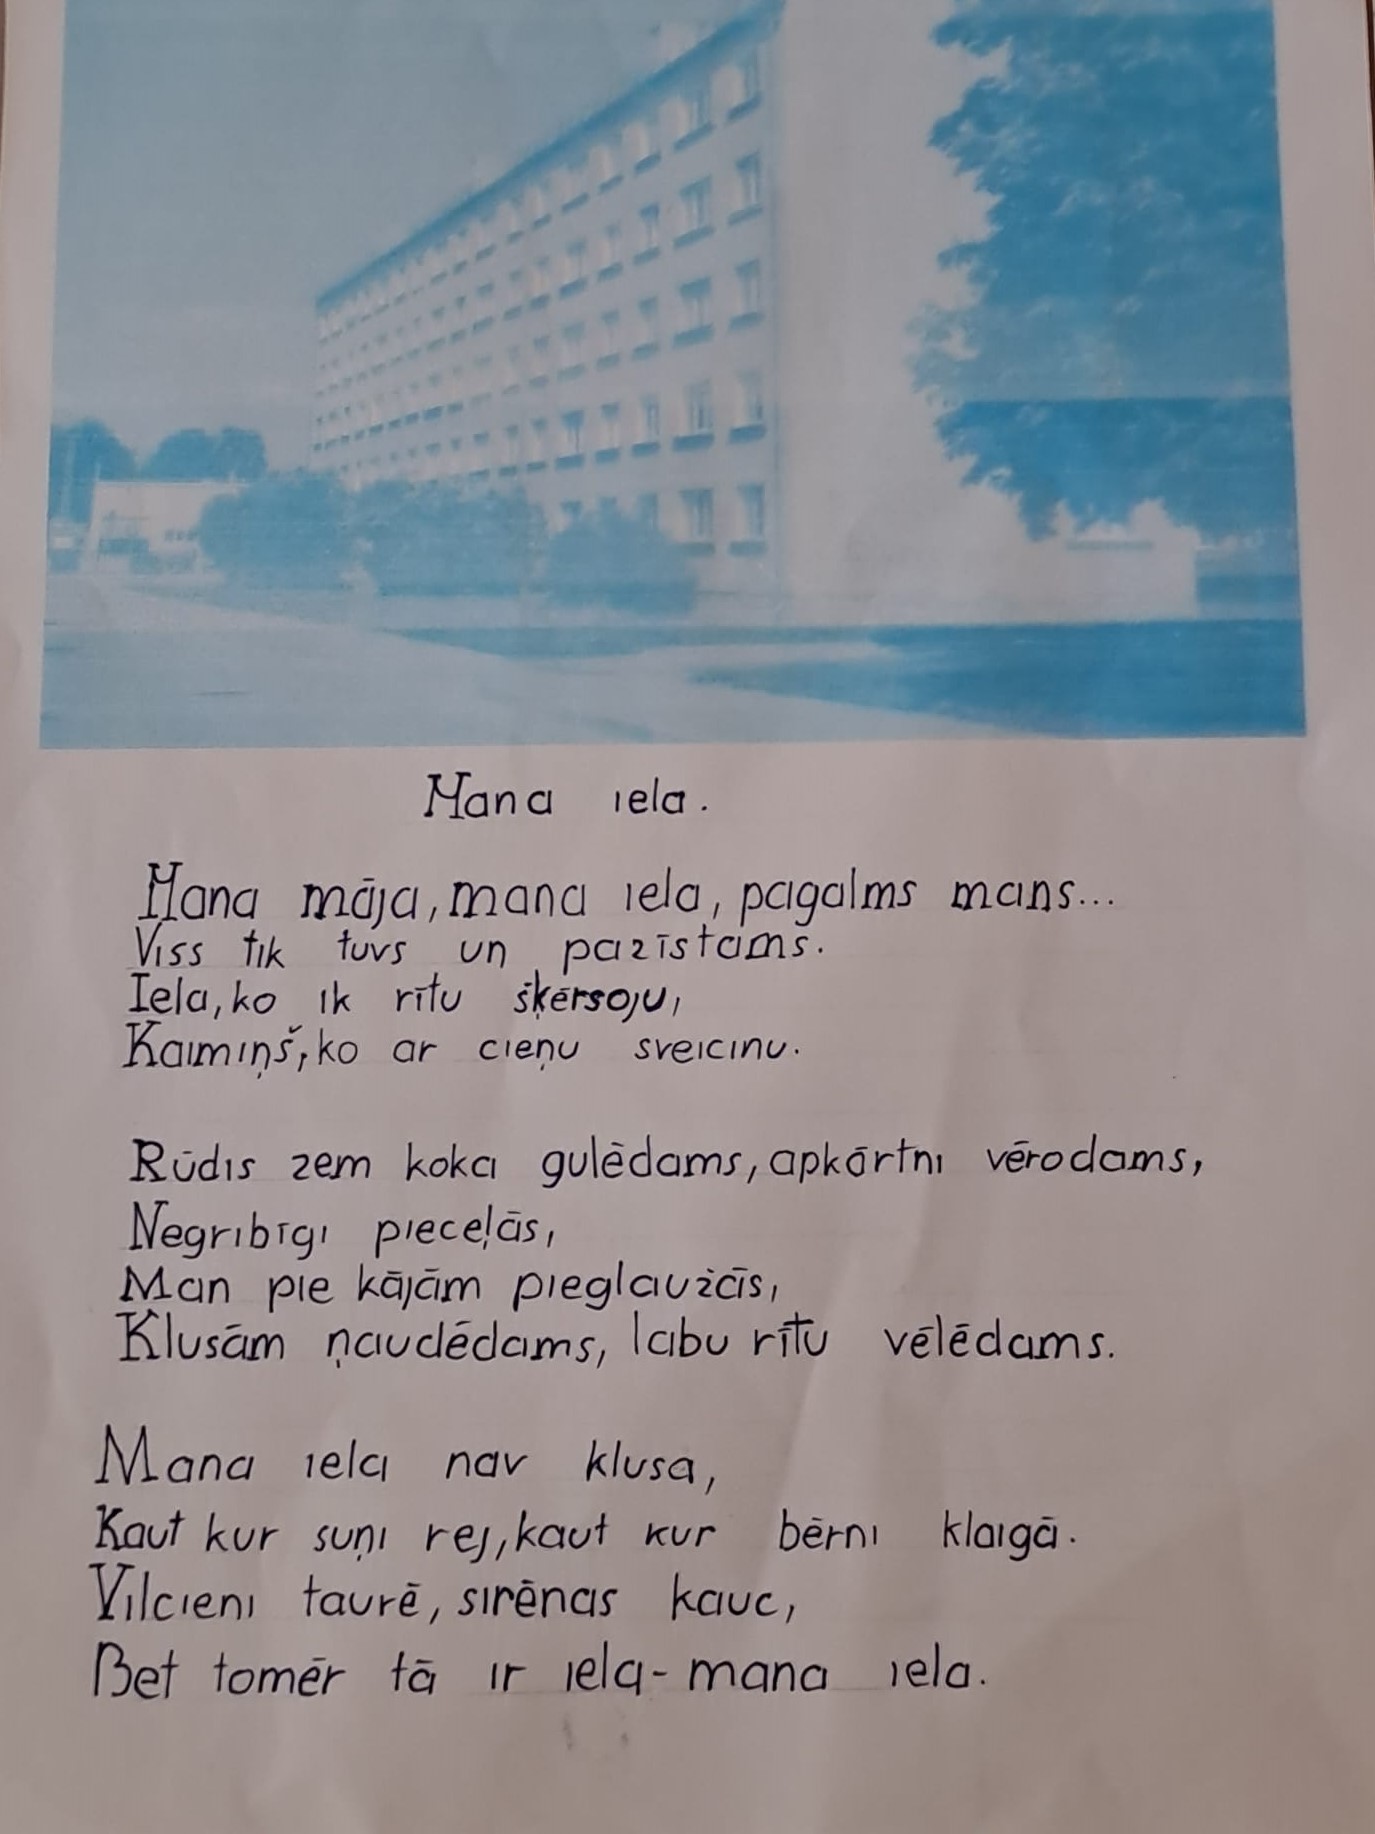 Mana iela.
Mana māja, mana iela, pagalms mans...
Viss tik tuvs un pazīstams.
Iela, ko ik rītu šķērsoju,
Kaimiņš, ko ar cieņu sveicinu.
Rūdis zem koka gulēdams, apkārtni vērodams,
Negribīgi pieceļās,
Man pie kājām pieglaužās,
Klusām ņaudēdams, labu rītu vēlēdams.
Mana iela nav klusa,
Kaut kur suņi rej, kaut kur bērni klaigā.
Vilcieni taurē, sirēnas kauc,
Bet tomēr tā ir iela - mana iela.